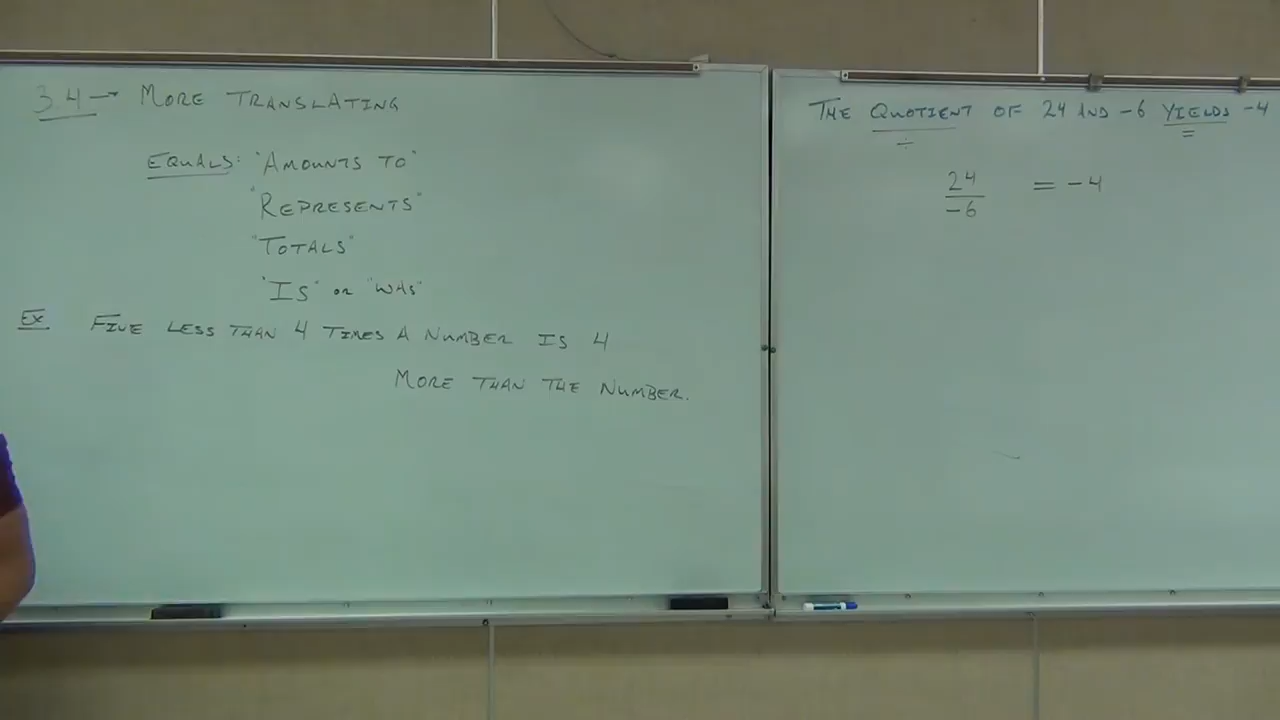 3.4 → MORE TRANSLATING
EQUALS: "AMOUNTS TO"
"REPRESENTS"
"TOTALS"
"IS" OR "WAS"
EX FIVE LESS THAN 4 TIMES A NUMBER IS 4
MORE THAN THE NUMBER.
THE QUOTIENT OF 24 AND -6 YIELDS -4
÷ =
24
-6
= -4